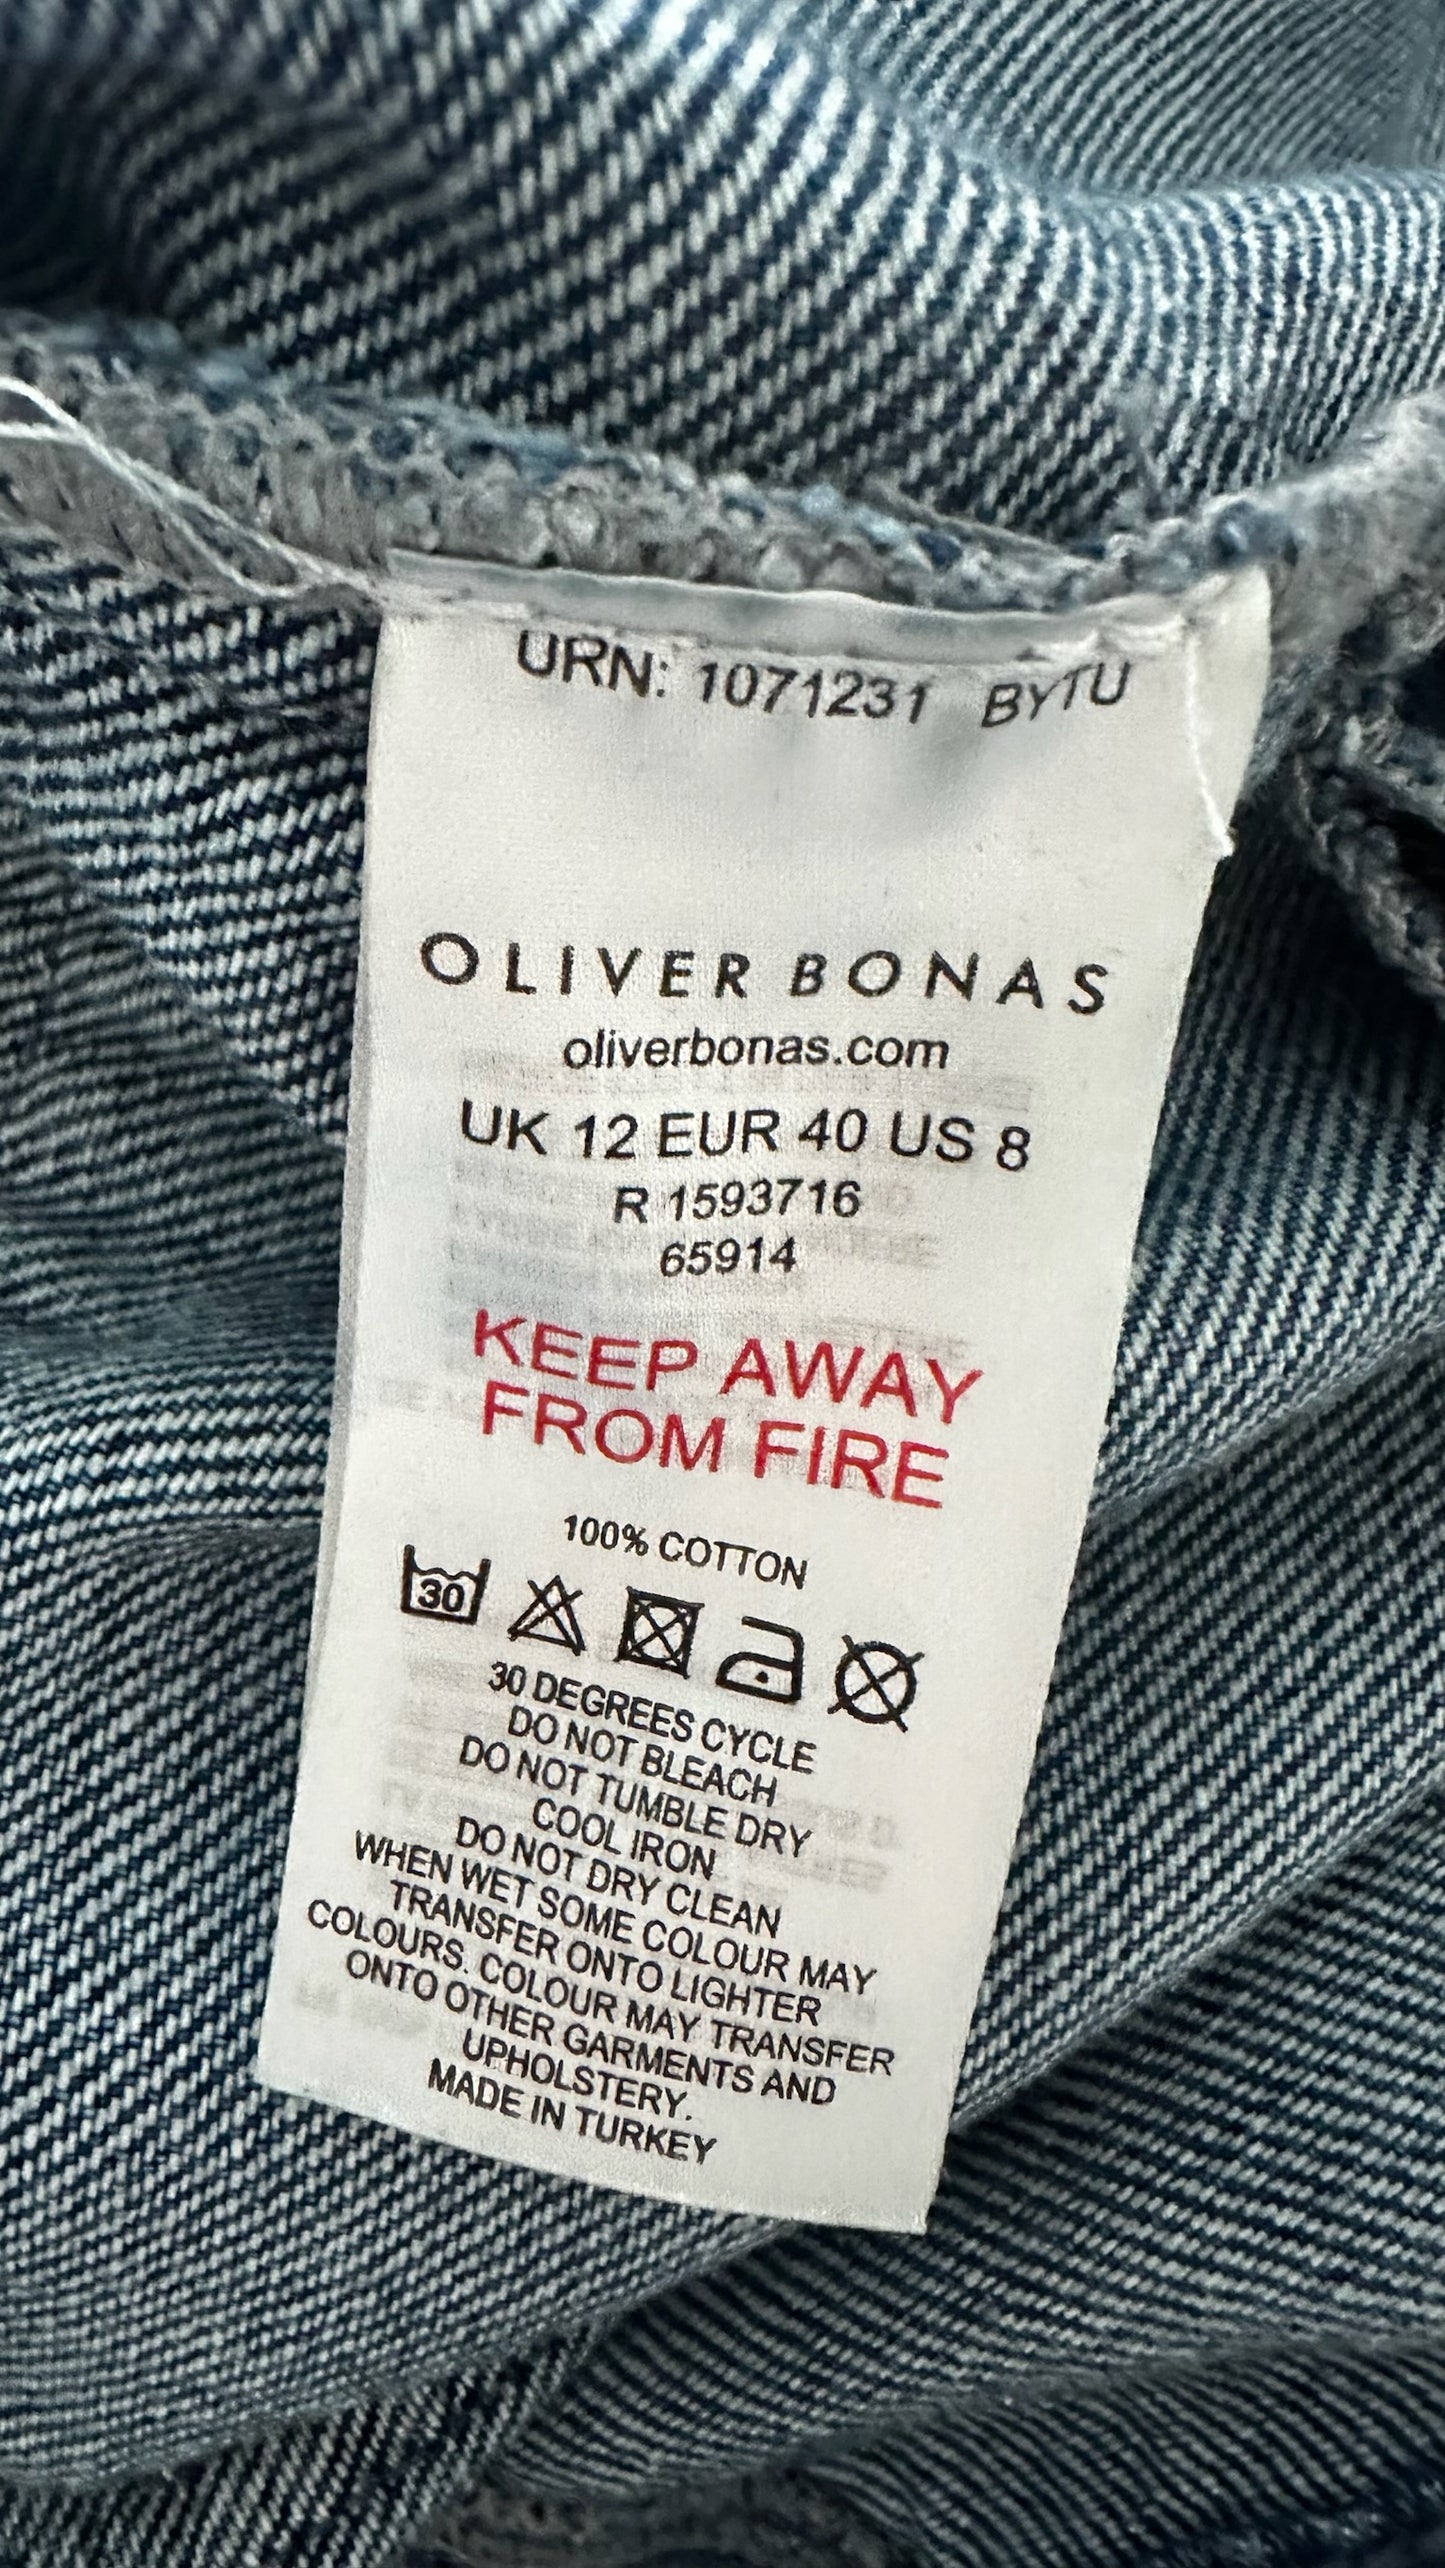 URN: 1071231 BYTU
OLIVER BONAS
oliverbonas.com
UK 12 EUR 40 US 8
R 1593716
65914
KEEP AWAY
FROM FIRE
100% COTTON
30
30 DEGREES CYCLE
DO NOT BLEACH
DO NOT TUMBLE DRY
COOL IRON
DO NOT DRY CLEAN
WHEN WET SOME COLOUR MAY
TRANSFER ONTO LIGHTER
COLOURS. COLOUR MAY TRANSFER
ONTO OTHER GARMENTS AND
UPHOLSTERY.
MADE IN TURKEY